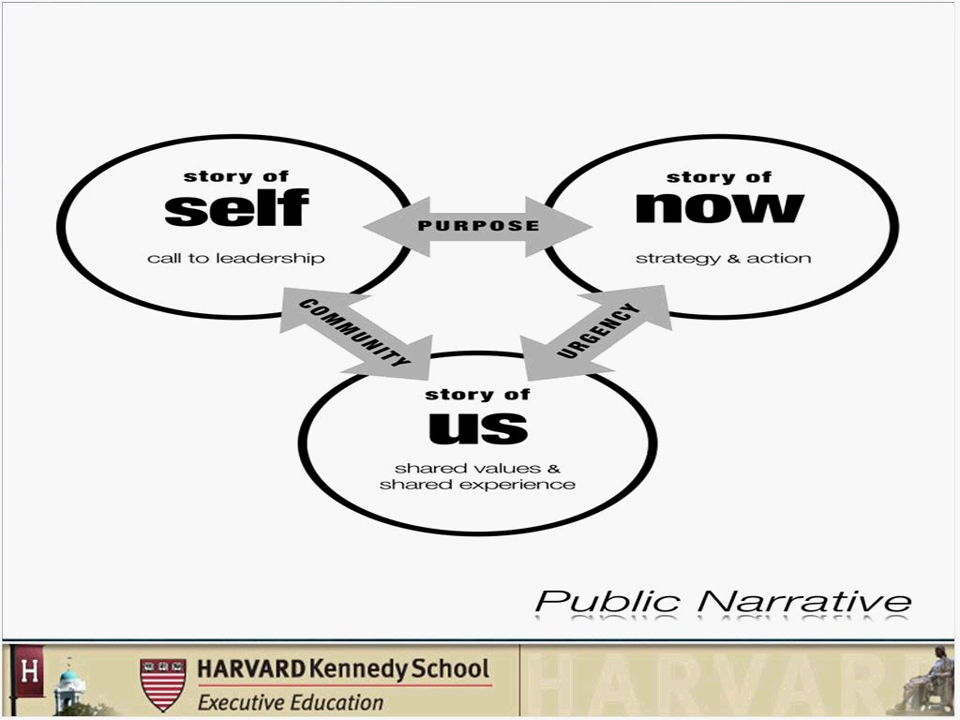 story of
self
call to leadership
PURPOSE
story of
now
strategy & action
COMMUNITY
URGENCY
story of
us
shared values &
shared experience
Public Narrative
H
HARVARD Kennedy School
Executive Education
HARVAR